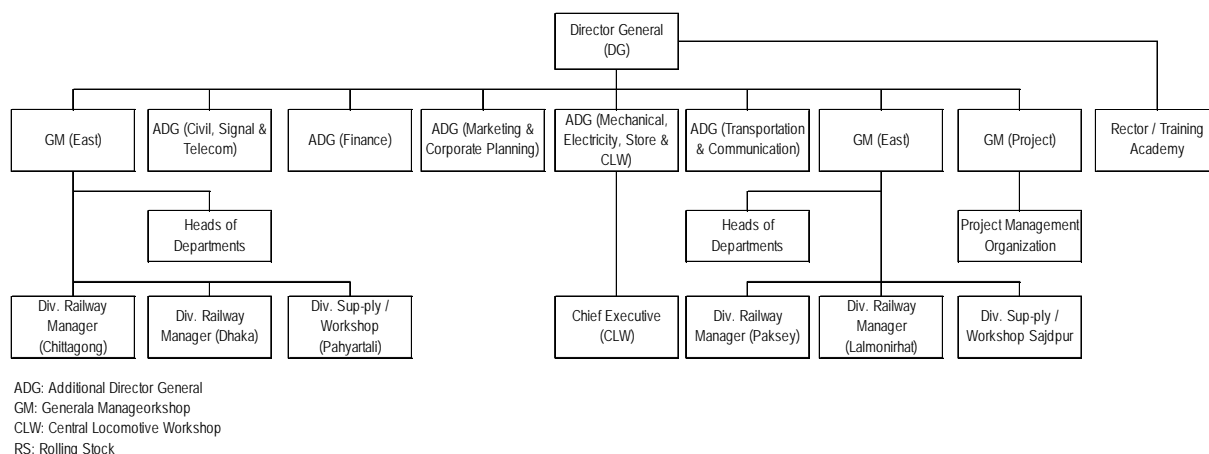 Director General
(DG)
GM (East)
ADG (Civil, Signal &
Telecom)
ADG (Finance)
ADG (Marketing &
Corporate Planning)
ADG (Mechanical,
Electricity, Store &
CLW)
ADG (Transportation
& Communication)
GM (East)
GM (Project)
Rector / Training
Academy
Heads of
Departments
Heads of
Departments
Project Management
Organization
Div. Railway
Manager
(Chittagong)
Div. Railway
Manager (Dhaka)
Div. Sup-ply /
Workshop
(Pahyartali)
Chief Executive
(CLW)
Div. Railway
Manager (Paksey)
Div. Railway
Manager
(Lalmonirhat)
Div. Sup-ply /
Workshop Sajdpur
ADG: Additional Director General
GM: Generala Manageorkshop
CLW: Central Locomotive Workshop
RS: Rolling Stock